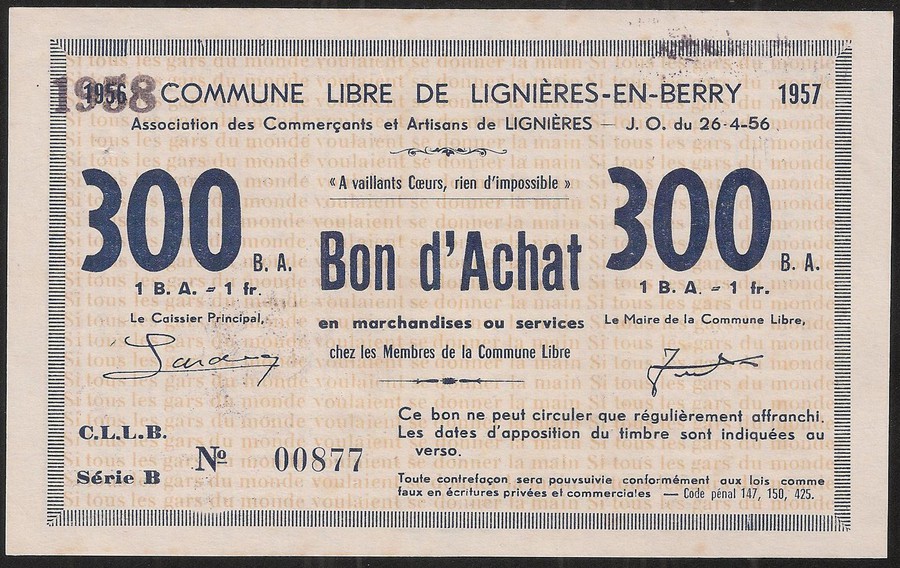 1956 1958 COMMUNE LIBRE DE LIGNIÈRES-EN-BERRY 1957
Association des Commerçants et Artisans de LIGNIÈRES — J. O. du 26-4-56
« A vaillants Cœurs, rien d'impossible »
300 B. A.
1 B. A. = 1 fr.
Le Caissier Principal,
Bon d'Achat
en marchandises ou services
chez les Membres de la Commune Libre
300 B. A.
1 B. A. = 1 fr.
Le Maire de la Commune Libre,
C.L.L.B.
Série B
Nº 00877
Ce bon ne peut circuler que régulièrement affranchi.
Les dates d'apposition du timbre sont indiquées au
verso.
Toute contrefaçon sera pouvsuivie conformément aux lois comme
faux en écritures privées et commerciales — Code pénal 147, 150, 425.
Si tous les gars du monde voulaient se donner la main